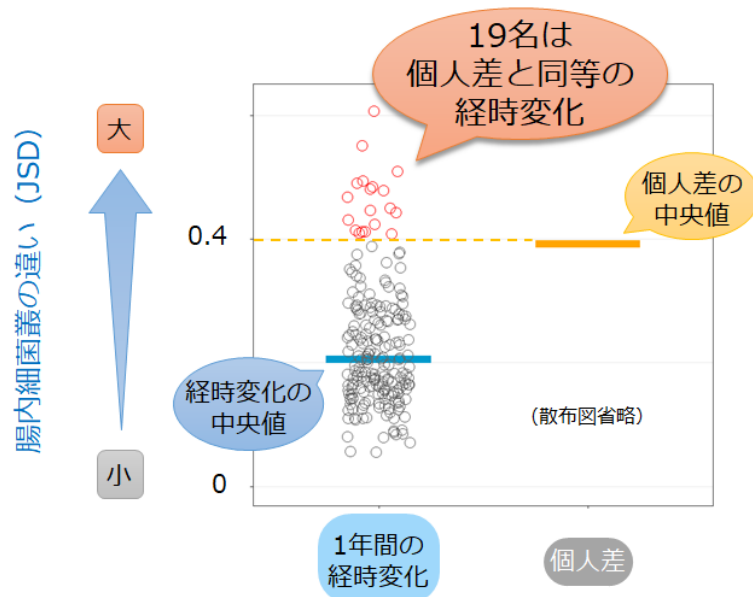 19名は
個人差と同等の
経時変化
大
個人差の
中央値
0.4
腸内細菌叢の違い（JSD）
経時変化の
中央値
（散布図省略）
小
0
1年間の
経時変化
個人差